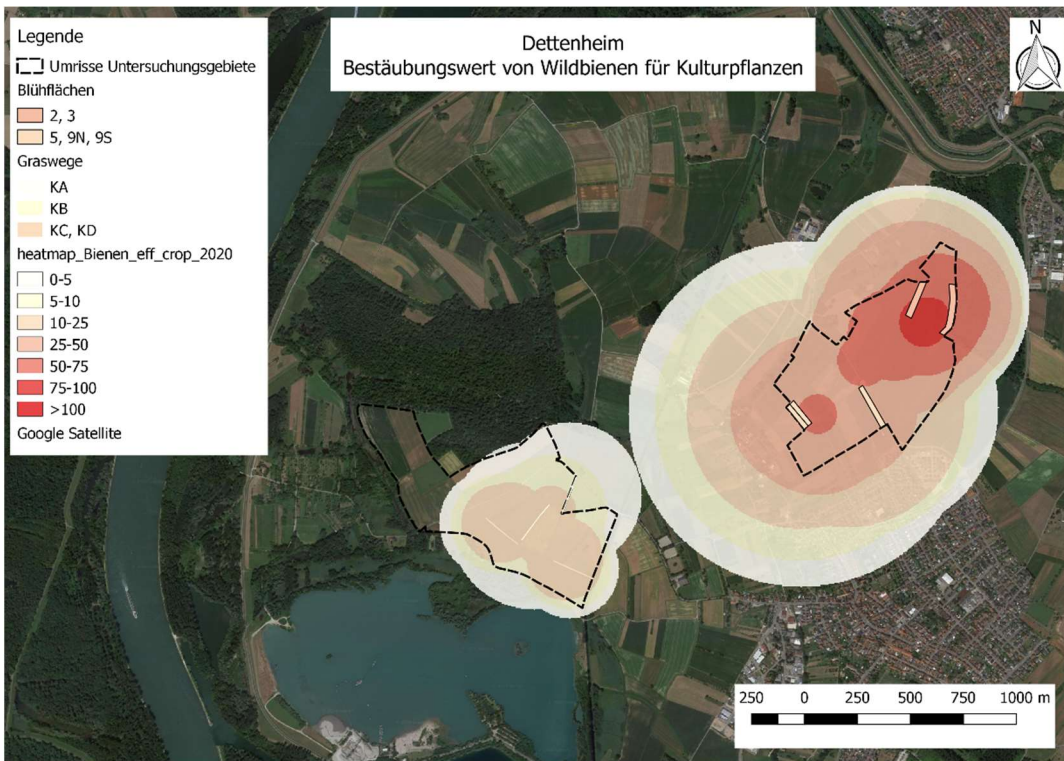 Legende
Umrisse Untersuchungsgebiete
Blühflächen
2, 3
5, 9N, 9S
Graswege
KA
KB
KC, KD
heatmap_Bienen_eff_crop_2020
0-5
5-10
10-25
25-50
50-75
75-100
>100
Google Satellite
Dettenheim
Bestäubungswert von Wildbienen für Kulturpflanzen
N
250 0 250 500 750 1000 m